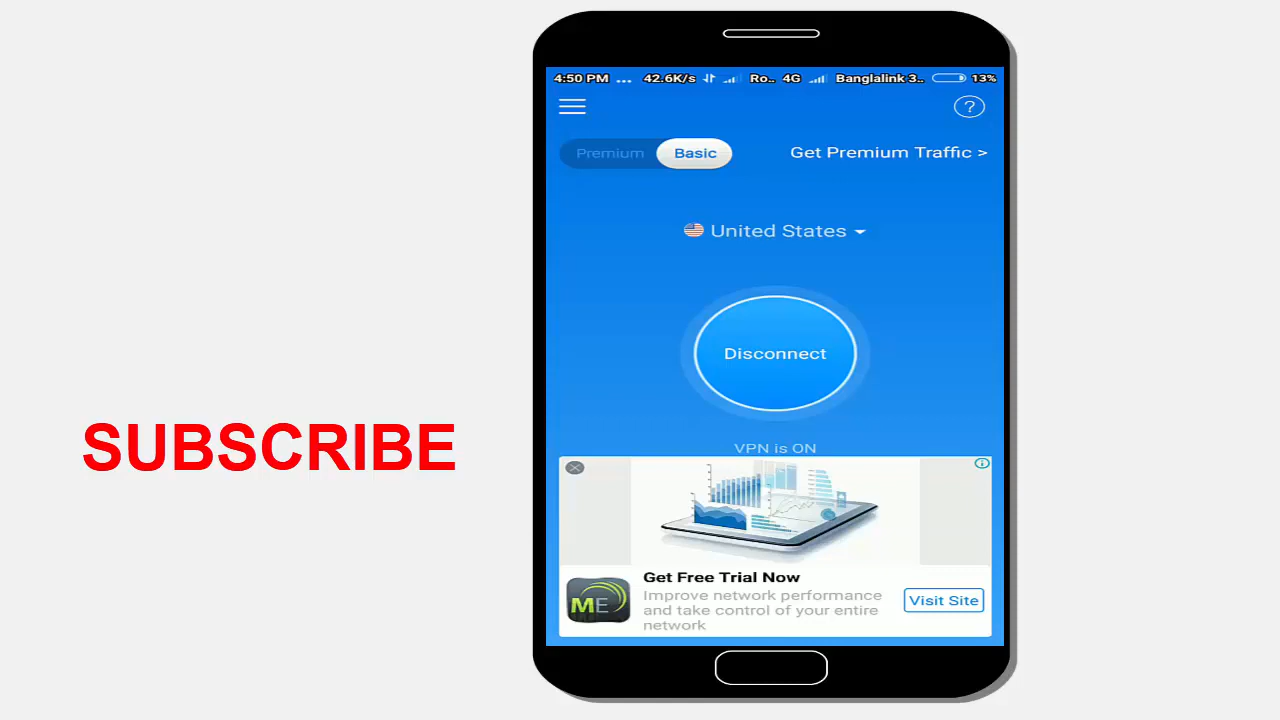 4:50 PM ... 42.6K/s Ro.. 4G Banglalink 3.. 13%
?
Premium Basic Get Premium Traffic >
United States
Disconnect
SUBSCRIBE
VPN is ON
Get Free Trial Now
ME
Improve network performance
and take control of your entire
network
Visit Site